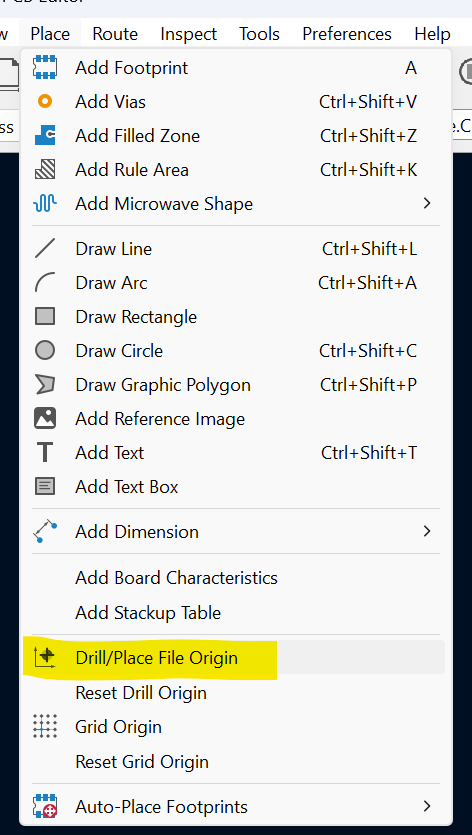 PCB Editor
w Place Route Inspect Tools Preferences Help
ss
e.C
Add Footprint A
Add Vias Ctrl+Shift+V
Add Filled Zone Ctrl+Shift+Z
Add Rule Area Ctrl+Shift+K
Add Microwave Shape
Draw Line Ctrl+Shift+L
Draw Arc Ctrl+Shift+A
Draw Rectangle
Draw Circle Ctrl+Shift+C
Draw Graphic Polygon Ctrl+Shift+P
Add Reference Image
Add Text Ctrl+Shift+T
Add Text Box
Add Dimension
Add Board Characteristics
Add Stackup Table
Drill/Place File Origin
Reset Drill Origin
Grid Origin
Reset Grid Origin
Auto-Place Footprints